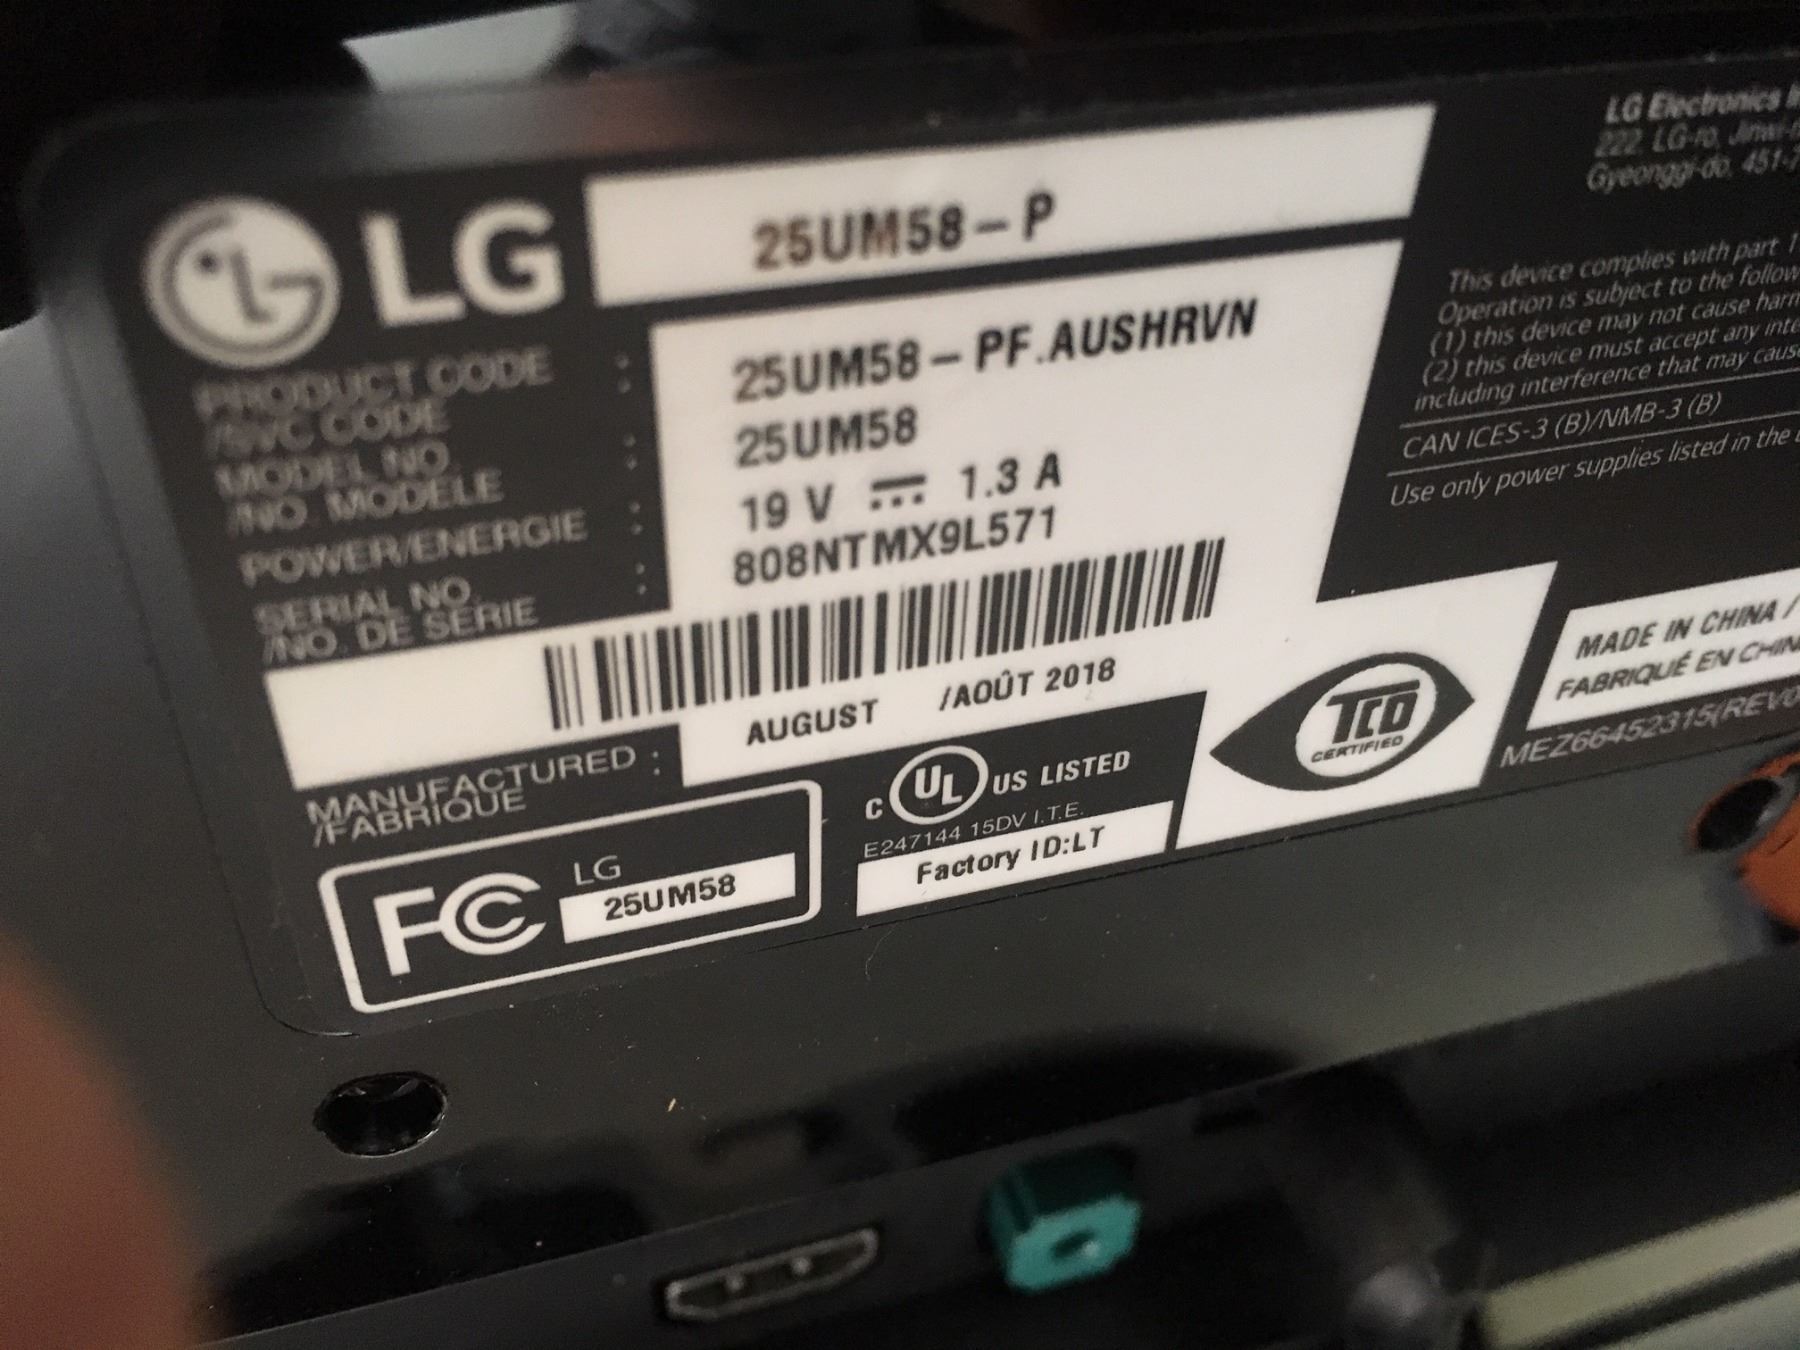 LG 25UM58-P
PRODUCT CODE : 25UM58-PF.AUSHRVN
/SVC CODE
MODEL NO. : 25UM58
/NO. MODÈLE
POWER/ENERGIE : 19 V ⎓ 1.3 A
SERIAL NO. : 808NTMX9L571
/NO. DE SÉRIE
MANUFACTURED : AUGUST /AOÛT 2018
/FABRIQUÉ
FC LG
25UM58
C UL US LISTED
E247144 15DV I.T.E.
Factory ID:LT
TCO
CERTIFIED
LG Electronics
222, LG-ro,
Gyeonggi-do,
This device complies with part
Operation is subject to the
(1) this device may not cause
(2) this device must accept any
including interference that may
CAN ICES-3 (B)/NMB-3 (B)
Use only power supplies listed in the
MADE IN CHINA /
FABRIQUÉ EN